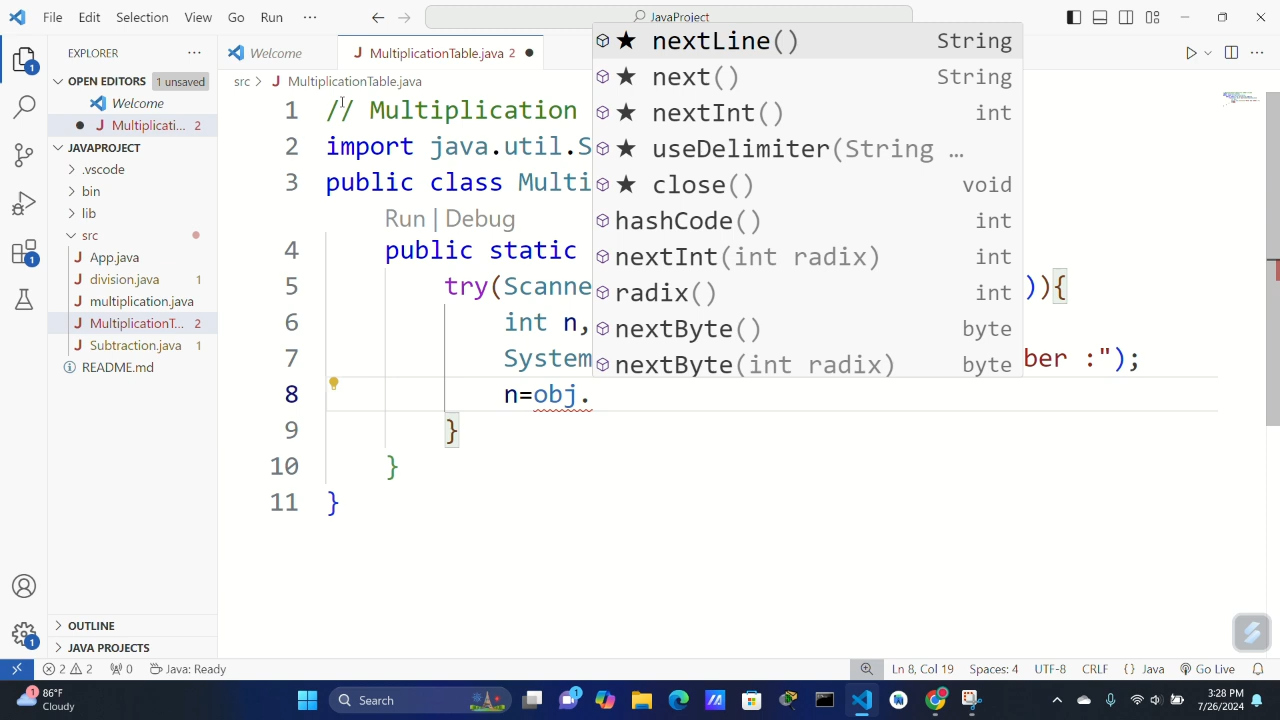 File Edit Selection View Go Run ··· JavaProject
EXPLORER ···
OPEN EDITORS 1 unsaved
Welcome
J Multiplicati... 2
JAVAPROJECT
.vscode
bin
lib
src
J App.java
J division.java 1
J multiplication.java
J MultiplicationT... 2
J Subtraction.java 1
README.md
OUTLINE
JAVA PROJECTS
Welcome J MultiplicationTable.java 2
src > J MultiplicationTable.java
1 // Multiplication
2 import java.util.S
3 public class Multi
Run | Debug
4 public static
5 try(Scanne )){
6 int n,
7 System ber :");
8 n=obj.
9 }
10 }
11 }
nextLine() String
next() String
nextInt() int
useDelimiter(String …
close() void
hashCode() int
nextInt(int radix) int
radix() int
nextByte() byte
nextByte(int radix) byte
1
1
1
2 2 0 Java: Ready Ln 8, Col 19 Spaces: 4 UTF-8 CRLF {} Java Go Live
1 86°F
Cloudy
Search
1
3:28 PM
7/26/2024